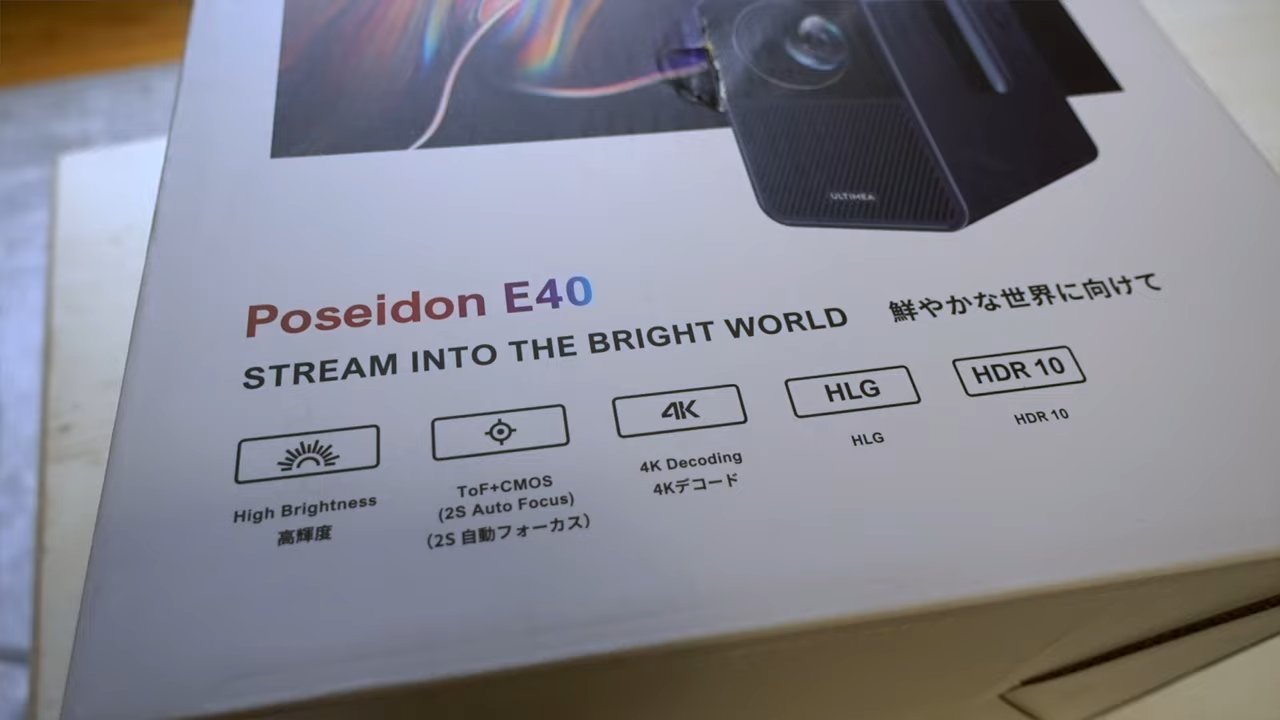 ULTIMEA
Poseidon E40
STREAM INTO THE BRIGHT WORLD 鮮やかな世界に向けて
High Brightness
高輝度
ToF+CMOS
(2S Auto Focus)
(2S 自動フォーカス)
4K
4K Decoding
4Kデコード
HLG
HLG
HDR 10
HDR 10